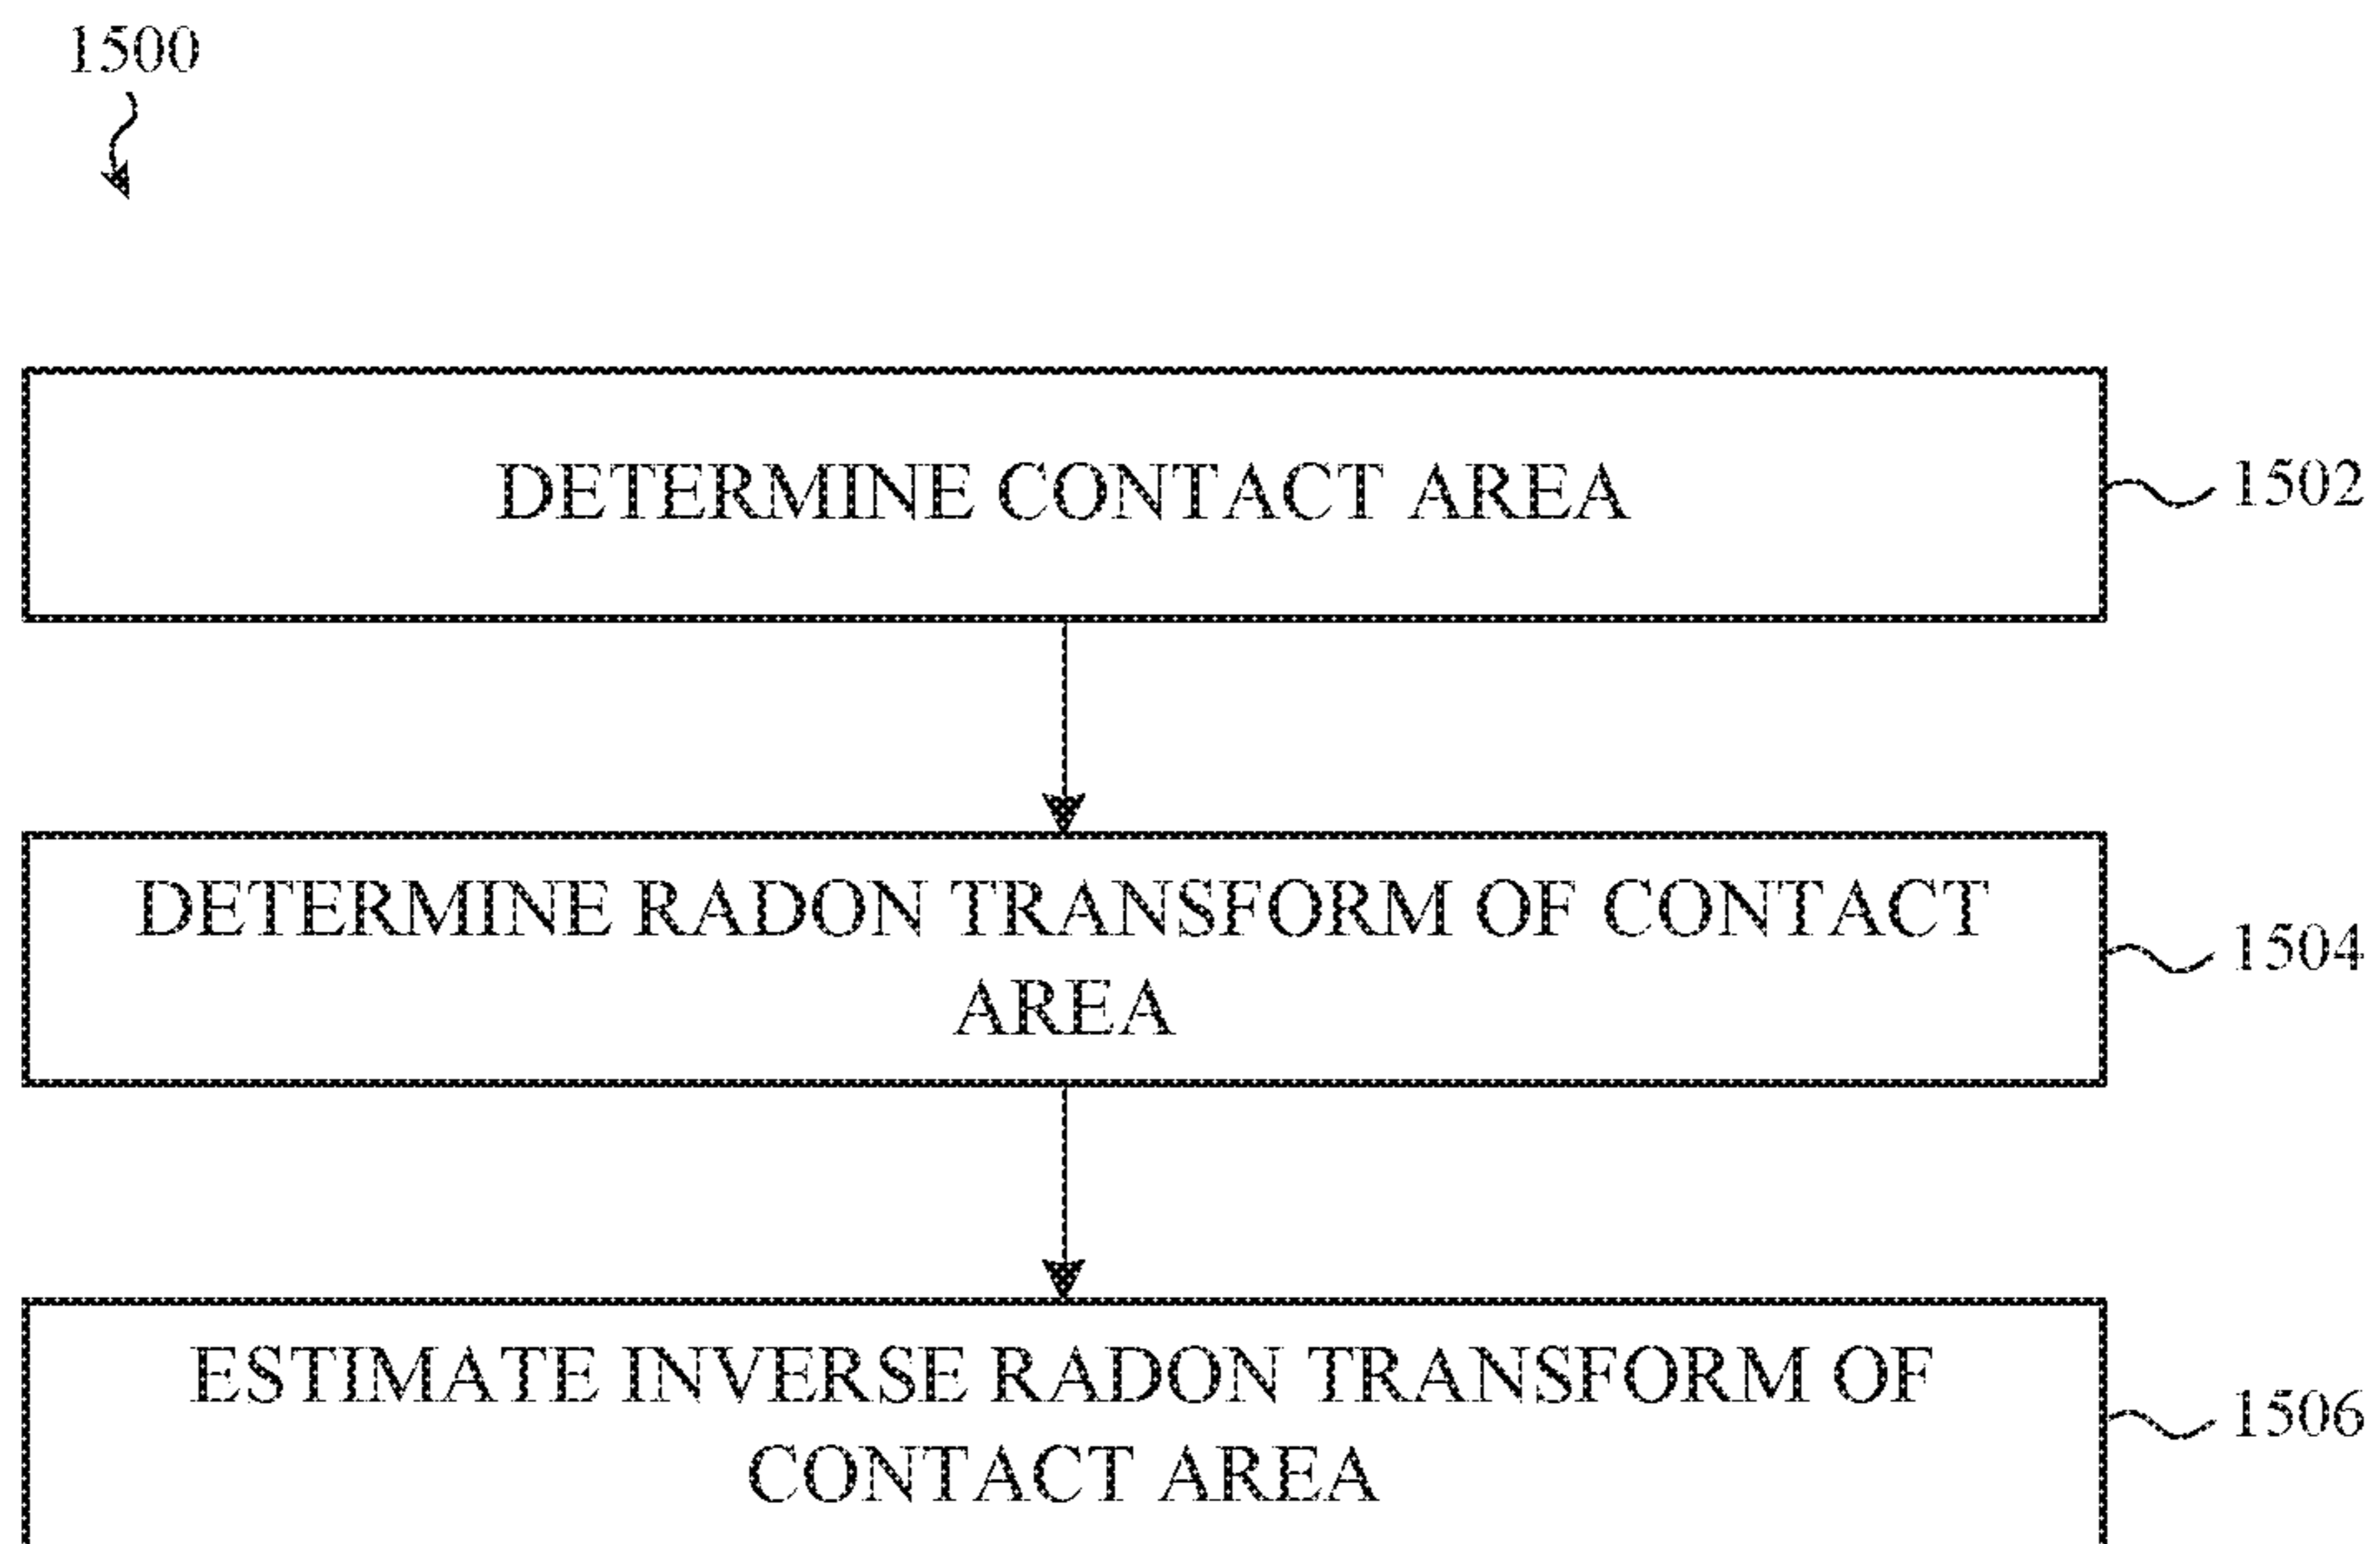 1500
DETERMINE CONTACT AREA
1502
DETERMINE RADON TRANSFORM OF CONTACT
AREA
1504
ESTIMATE INVERSE RADON TRANSFORM OF
CONTACT AREA
1506